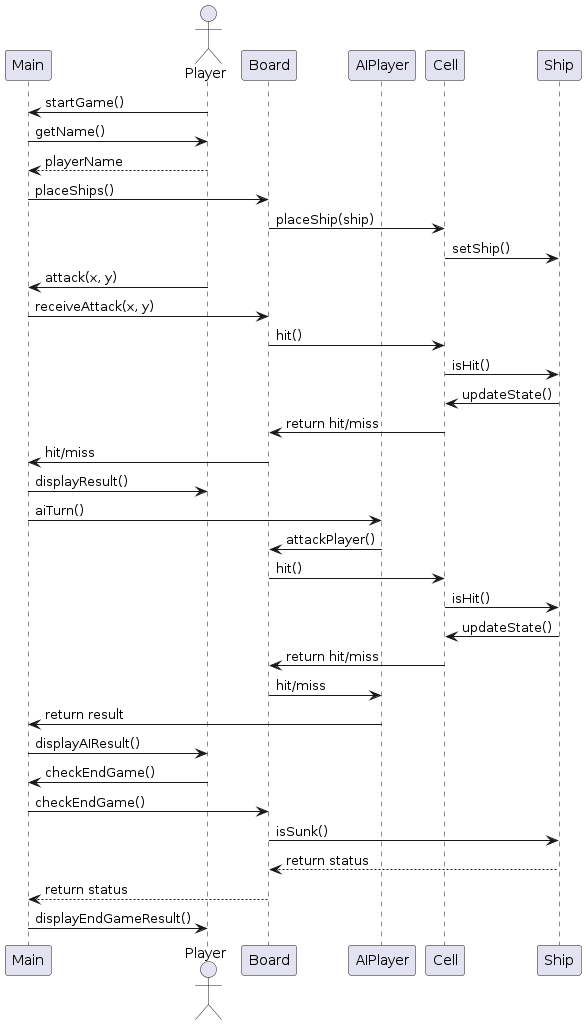 Player
Main
Board
AIPlayer
Cell
Ship
startGame()
getName()
playerName
placeShips()
placeShip(ship)
setShip()
attack(x, y)
receiveAttack(x, y)
hit()
isHit()
updateState()
return hit/miss
hit/miss
displayResult()
aiTurn()
attackPlayer()
hit()
isHit()
updateState()
return hit/miss
hit/miss
return result
displayAIResult()
checkEndGame()
checkEndGame()
isSunk()
return status
return status
displayEndGameResult()
Player
Main
Board
AIPlayer
Cell
Ship